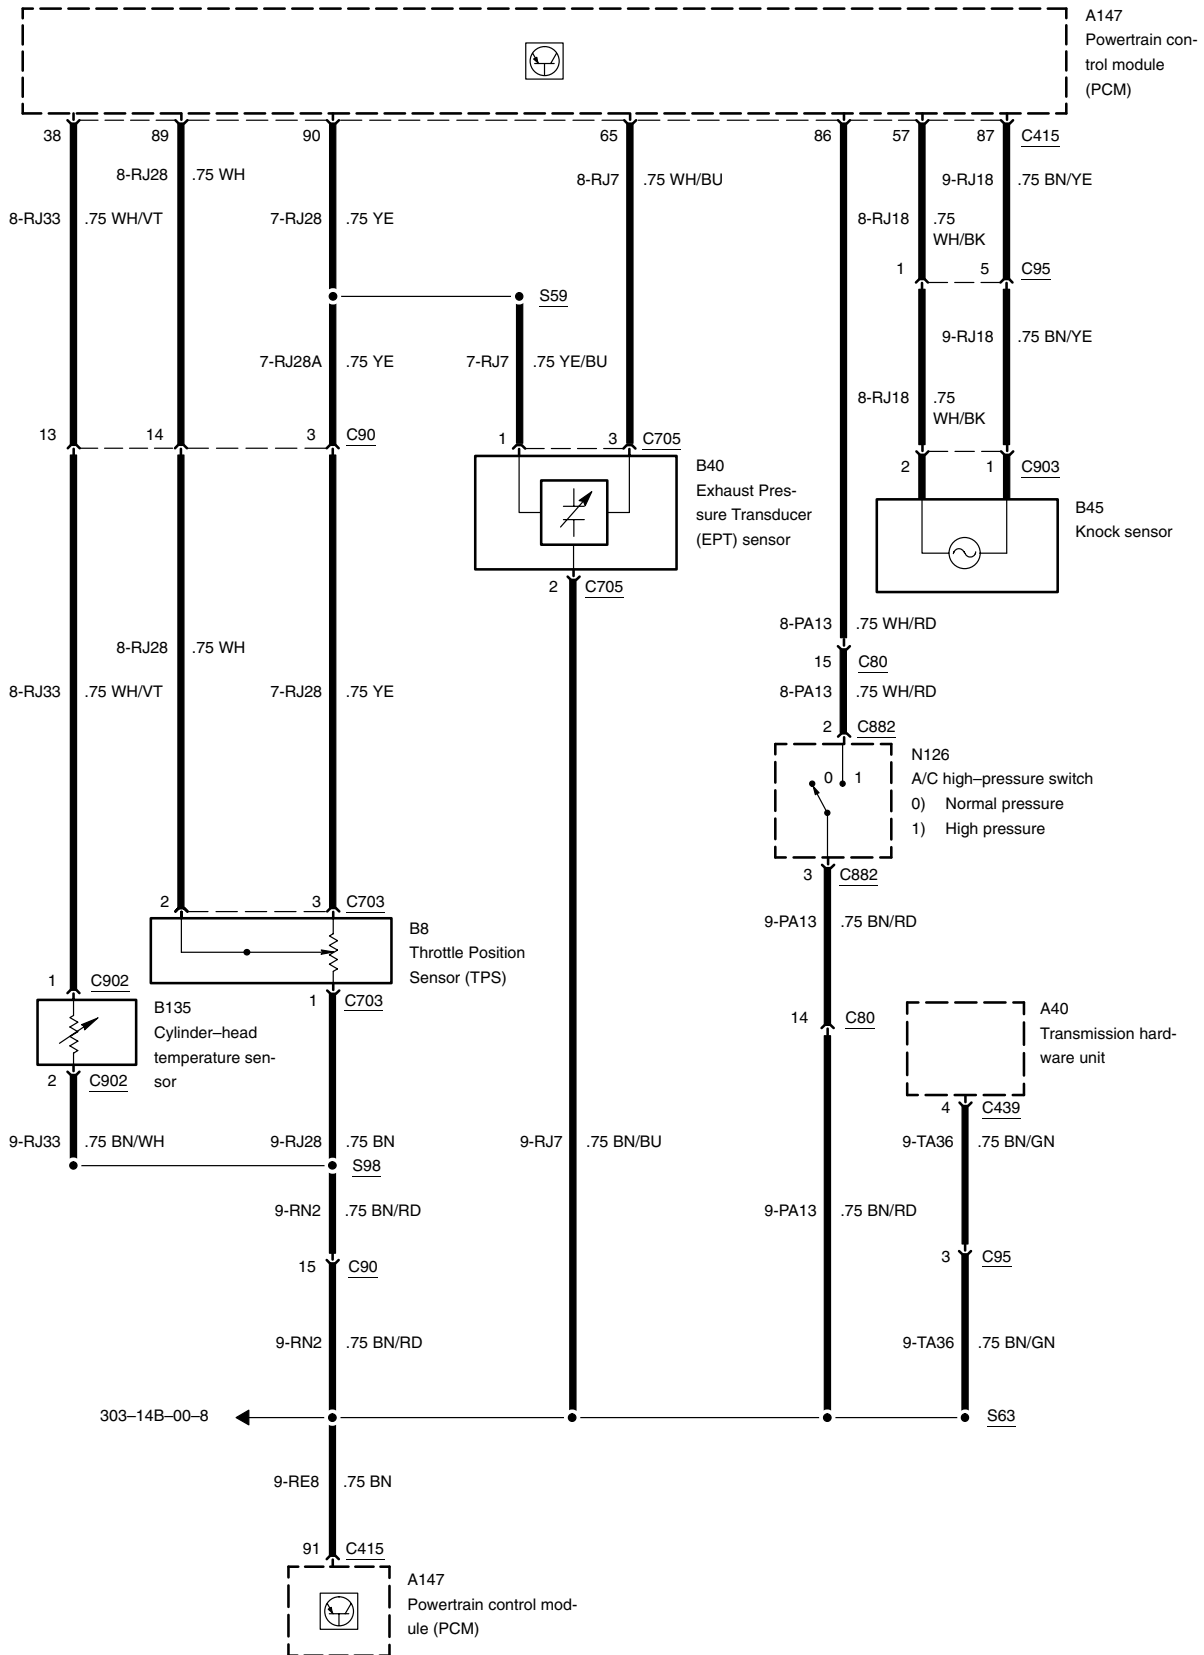 A147
Powertrain con-
trol module
(PCM)
38
89
90
65
86
57
87
C415
8-RJ28
.75 WH
8-RJ7
.75 WH/BU
9-RJ18
.75 BN/YE
8-RJ33
.75 WH/VT
7-RJ28
.75 YE
8-RJ18
.75
WH/BK
1
5
C95
S59
9-RJ18
.75 BN/YE
7-RJ28A
.75 YE
7-RJ7
.75 YE/BU
8-RJ18
.75
WH/BK
13
14
3
C90
1
3
C705
2
1
C903
B40
Exhaust Pres-
sure Transducer
(EPT) sensor
B45
Knock sensor
2
C705
8-PA13
.75 WH/RD
8-RJ28
.75 WH
15
C80
8-RJ33
.75 WH/VT
7-RJ28
.75 YE
8-PA13
.75 WH/RD
2
C882
N126
A/C high–pressure switch
0) Normal pressure
1) High pressure
0
1
3
C882
2
3
C703
9-PA13
.75 BN/RD
B8
Throttle Position
Sensor (TPS)
1
C902
1
C703
B135
Cylinder–head
temperature sen-
sor
14
C80
A40
Transmission hard-
ware unit
2
C902
4
C439
9-RJ33
.75 BN/WH
9-RJ28
.75 BN
9-RJ7
.75 BN/BU
9-TA36
.75 BN/GN
S98
9-RN2
.75 BN/RD
9-PA13
.75 BN/RD
15
C90
3
C95
9-RN2
.75 BN/RD
9-TA36
.75 BN/GN
303–14B–00–8
S63
9-RE8
.75 BN
91
C415
A147
Powertrain control mod-
ule (PCM)